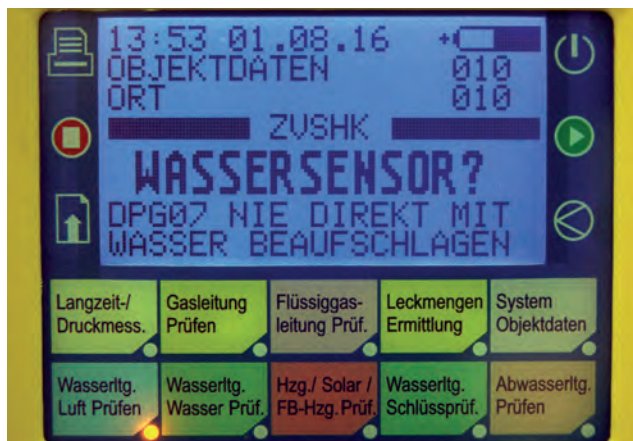 13:53 01.08.16
OBJEKTDATEN 010
ORT 010
ZVSHK
WASSERSENSOR?
DPG07 NIE DIREKT MIT
WASSER BEAUFSCHLAGEN
Langzeit-/
Druckmess.
Gasleitung
Prüfen
Flüssiggas-
leitung Prüf.
Leckmengen
Ermittlung
System
Objektdaten
Wasserltg.
Luft Prüfen
Wasserltg.
Wasser Prüf.
Hzg./ Solar /
FB-Hzg.Prüf.
Wasserltg.
Schlüssprüf.
Abwasserltg.
Prüfen